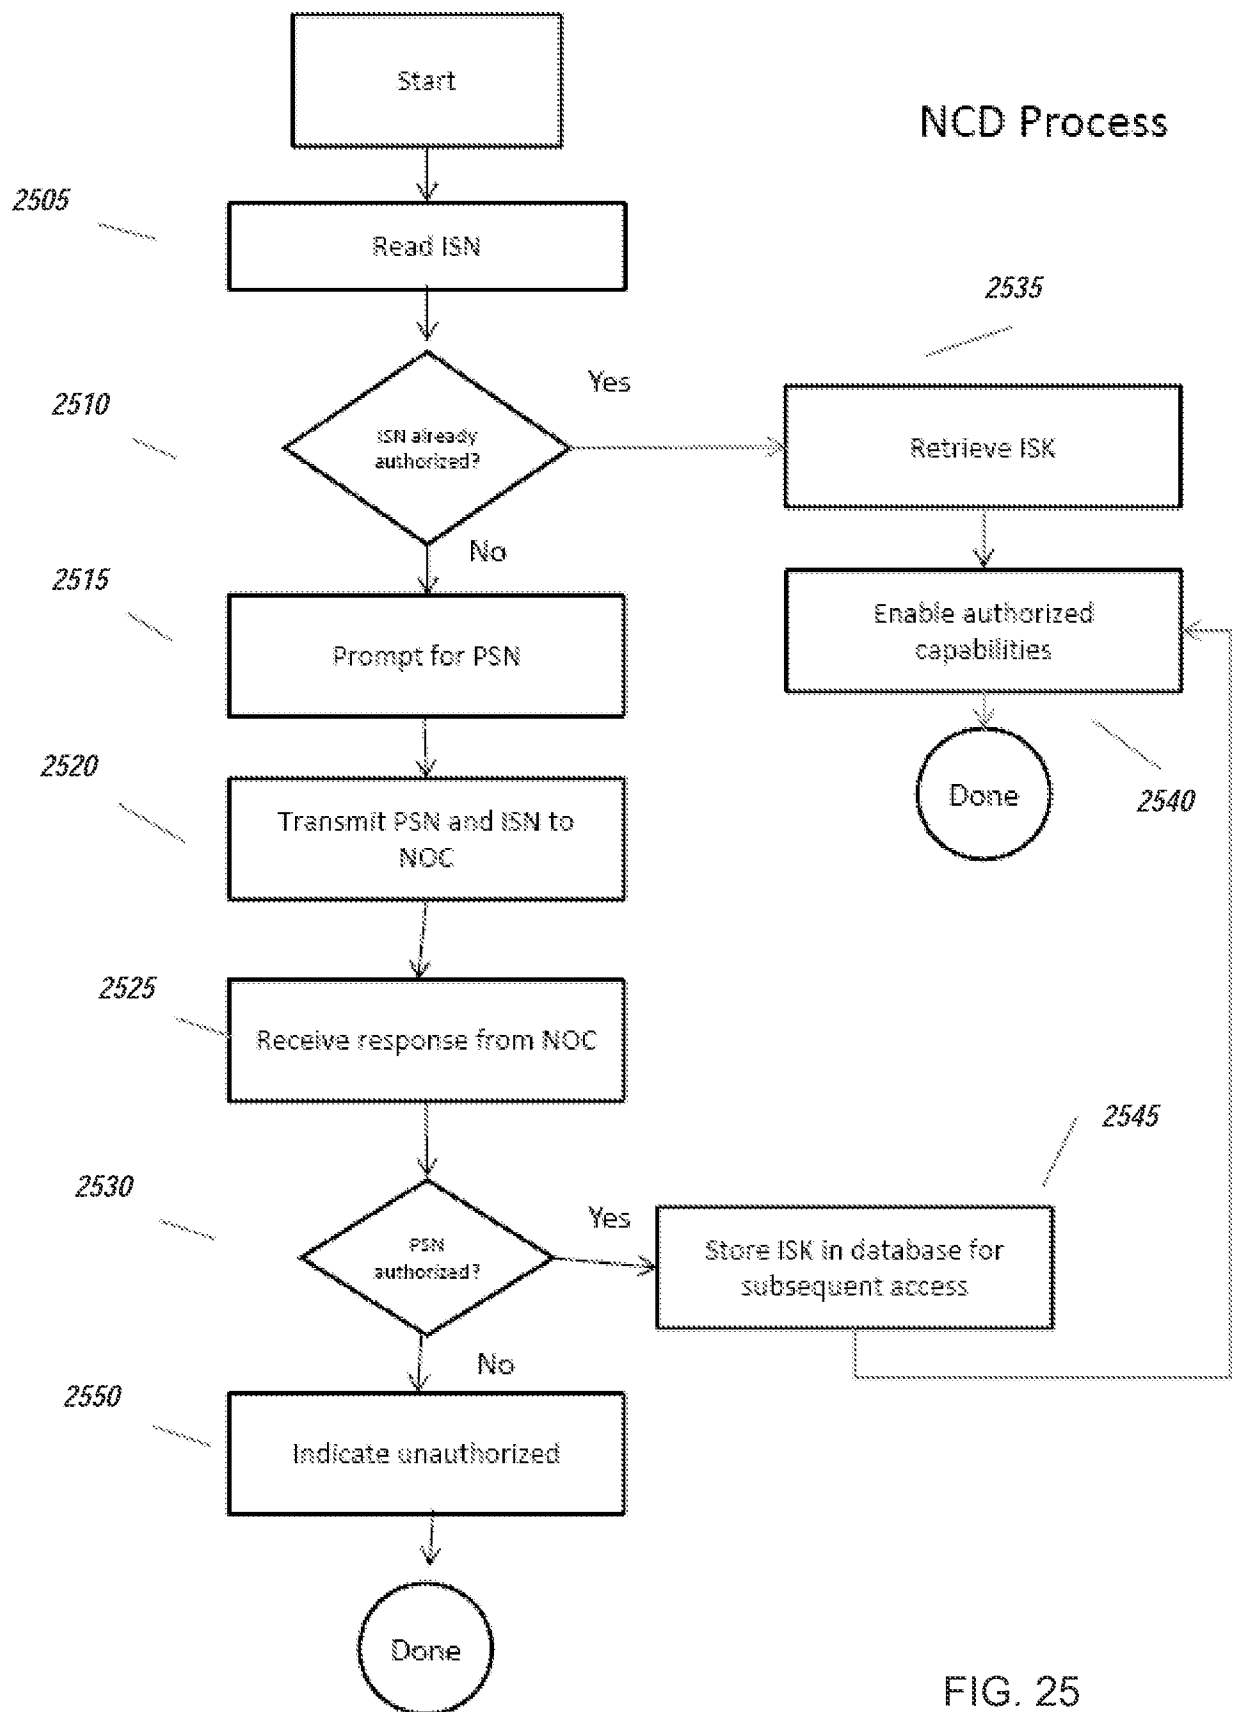 Start
NCD Process
2505
Read ISN
2535
2510
Yes
ISN already
authorized?
Retrieve ISK
No
2515
Prompt for PSN
Enable authorized
capabilities
2520
Transmit PSN and ISN to
NOC
Done
2540
2525
Receive response from NOC
2545
2530
Yes
PSN
authorized?
Store ISK in database for
subsequent access
No
2550
Indicate unauthorized
Done
FIG. 25